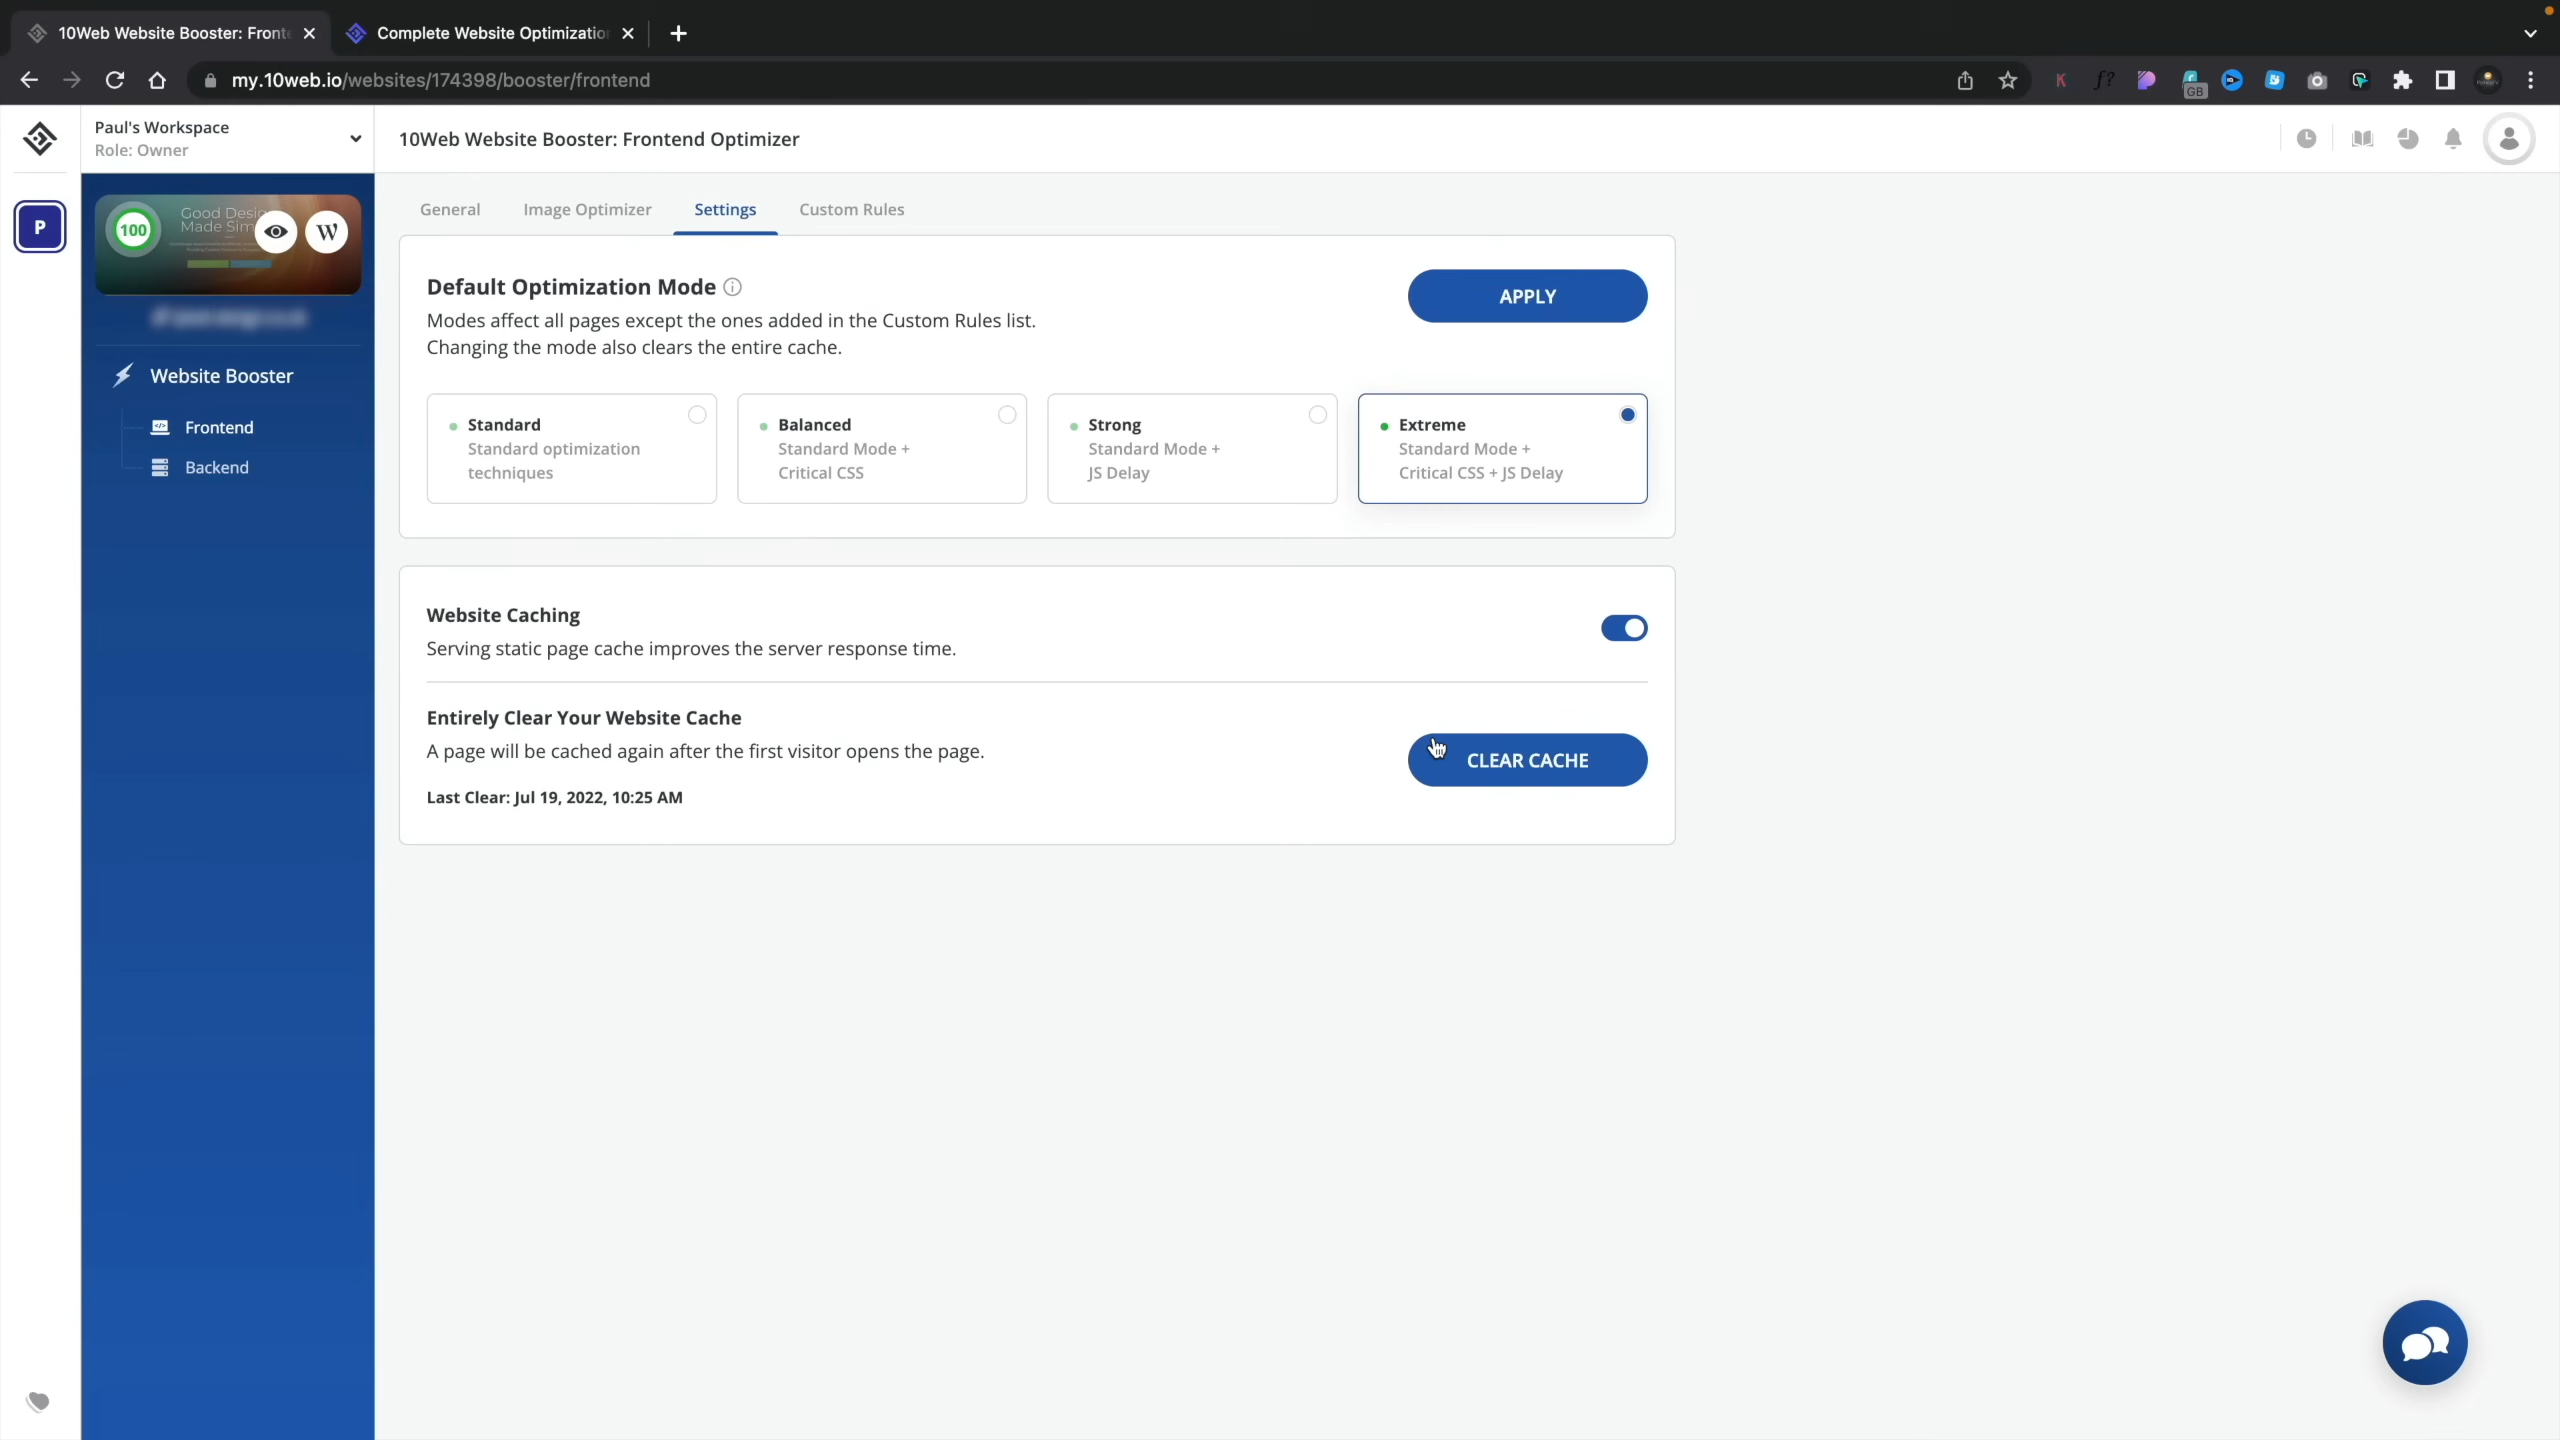 10Web Website Booster: Front
Complete Website Optimizatio
my.10web.io/websites/174398/booster/frontend
GB
Paul's Workspace
Role: Owner
10Web Website Booster: Frontend Optimizer
P
100
Good Desig
Made Sim
W
Website Booster
Frontend
Backend
General
Image Optimizer
Settings
Custom Rules
Default Optimization Mode
Modes affect all pages except the ones added in the Custom Rules list.
Changing the mode also clears the entire cache.
APPLY
Standard
Standard optimization
techniques
Balanced
Standard Mode +
Critical CSS
Strong
Standard Mode +
JS Delay
Extreme
Standard Mode +
Critical CSS + JS Delay
Website Caching
Serving static page cache improves the server response time.
Entirely Clear Your Website Cache
A page will be cached again after the first visitor opens the page.
CLEAR CACHE
Last Clear: Jul 19, 2022, 10:25 AM